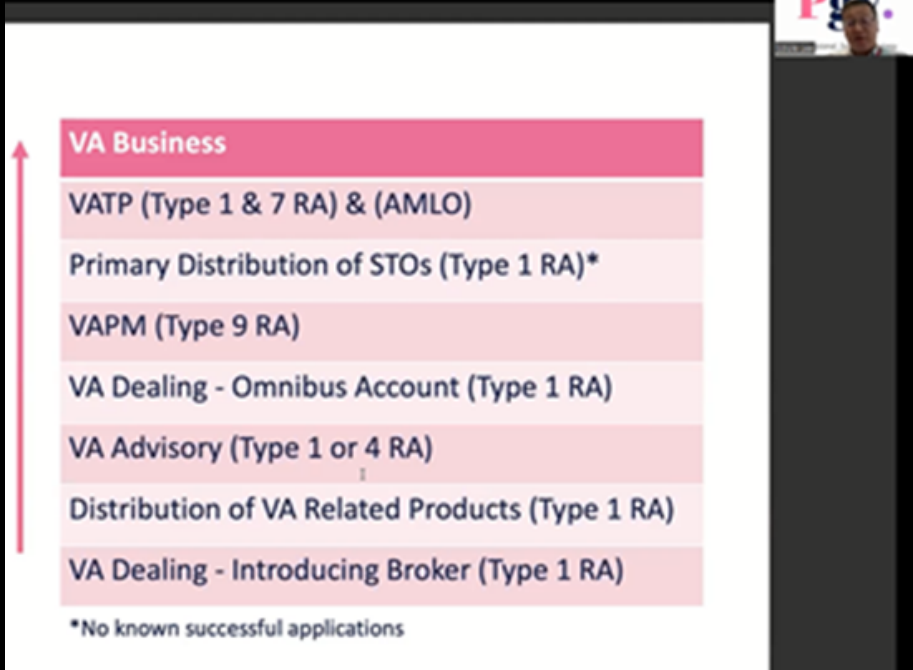 VA Business
VATP (Type 1 & 7 RA) & (AMLO)
Primary Distribution of STOs (Type 1 RA)*
VAPM (Type 9 RA)
VA Dealing - Omnibus Account (Type 1 RA)
VA Advisory (Type 1 or 4 RA)
Distribution of VA Related Products (Type 1 RA)
VA Dealing - Introducing Broker (Type 1 RA)
*No known successful applications